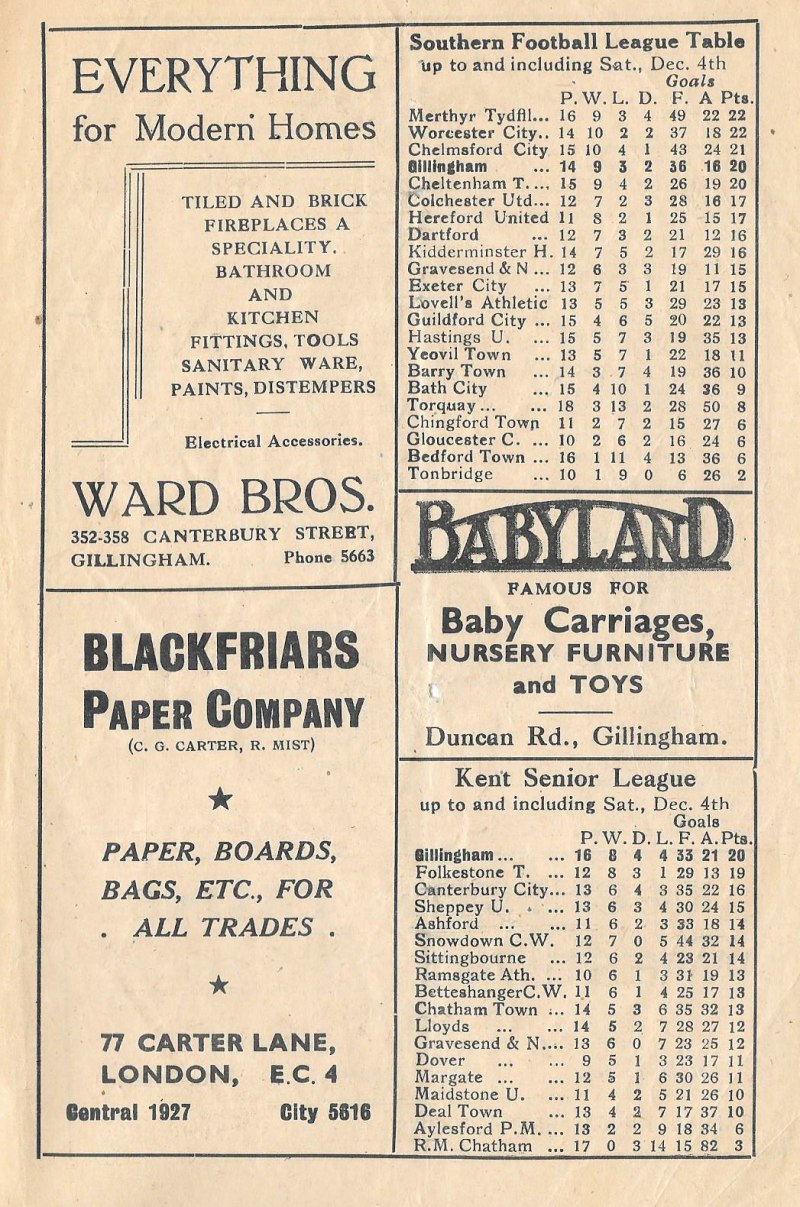 EVERYTHING
for Modern Homes
TILED AND BRICK
FIREPLACES A
SPECIALITY.
BATHROOM
AND
KITCHEN
FITTINGS, TOOLS
SANITARY WARE,
PAINTS, DISTEMPERS
Electrical Accessories.
WARD BROS.
352-358 CANTERBURY STREET,
GILLINGHAM. Phone 5663
BLACKFRIARS
PAPER COMPANY
(C. G. CARTER, R. MIST)
PAPER, BOARDS,
BAGS, ETC., FOR
. ALL TRADES .
77 CARTER LANE,
LONDON, E.C. 4
Central 1927 City 5616
Southern Football League Table
up to and including Sat., Dec. 4th
Goals
P. W. L. D. F. A Pts.
Merthyr Tydfil... 16 9 3 4 49 22 22
Worcester City.. 14 10 2 2 37 18 22
Chelmsford City 15 10 4 1 43 24 21
Gillingham ... 14 9 3 2 36 16 20
Cheltenham T.... 15 9 4 2 26 19 20
Colchester Utd... 12 7 2 3 28 16 17
Hereford United 11 8 2 1 25 15 17
Dartford ... 12 7 3 2 21 12 16
Kidderminster H. 14 7 5 2 17 29 16
Gravesend & N ... 12 6 3 3 19 11 15
Exeter City ... 13 7 5 1 21 17 15
Lovell's Athletic 13 5 5 3 29 23 13
Guildford City ... 15 4 6 5 20 22 13
Hastings U. ... 15 5 7 3 19 35 13
Yeovil Town ... 13 5 7 1 22 18 11
Barry Town ... 14 3 7 4 19 36 10
Bath City ... 15 4 10 1 24 36 9
Torquay... ... 18 3 13 2 28 50 8
Chingford Town 11 2 7 2 15 27 6
Gloucester C. ... 10 2 6 2 16 24 6
Bedford Town ... 16 1 11 4 13 36 6
Tonbridge ... 10 1 9 0 6 26 2
BABYLAND
FAMOUS FOR
Baby Carriages,
NURSERY FURNITURE
and TOYS
Duncan Rd., Gillingham.
Kent Senior League
up to and including Sat., Dec. 4th
Goals
P. W. D. L. F. A. Pts.
Gillingham ... ... 16 8 4 4 33 21 20
Folkestone T. ... 12 8 3 1 29 13 19
Canterbury City... 13 6 4 3 35 22 16
Sheppey U. ... 13 6 3 4 30 24 15
Ashford ... ... 11 6 2 3 33 18 14
Snowdown C.W. 12 7 0 5 44 32 14
Sittingbourne ... 12 6 2 4 23 21 14
Ramsgate Ath. ... 10 6 1 3 31 19 13
Betteshanger C.W. 11 6 1 4 25 17 13
Chatham Town ... 14 5 3 6 35 32 13
Lloyds ... ... 14 5 2 7 28 27 12
Gravesend & N.... 13 6 0 7 23 25 12
Dover ... ... 9 5 1 3 23 17 11
Margate ... ... 12 5 1 6 30 26 11
Maidstone U. ... 11 4 2 5 21 26 10
Deal Town ... 13 4 2 7 17 37 10
Aylesford P.M. ... 13 2 2 9 18 34 6
R.M. Chatham ... 17 0 3 14 15 82 3